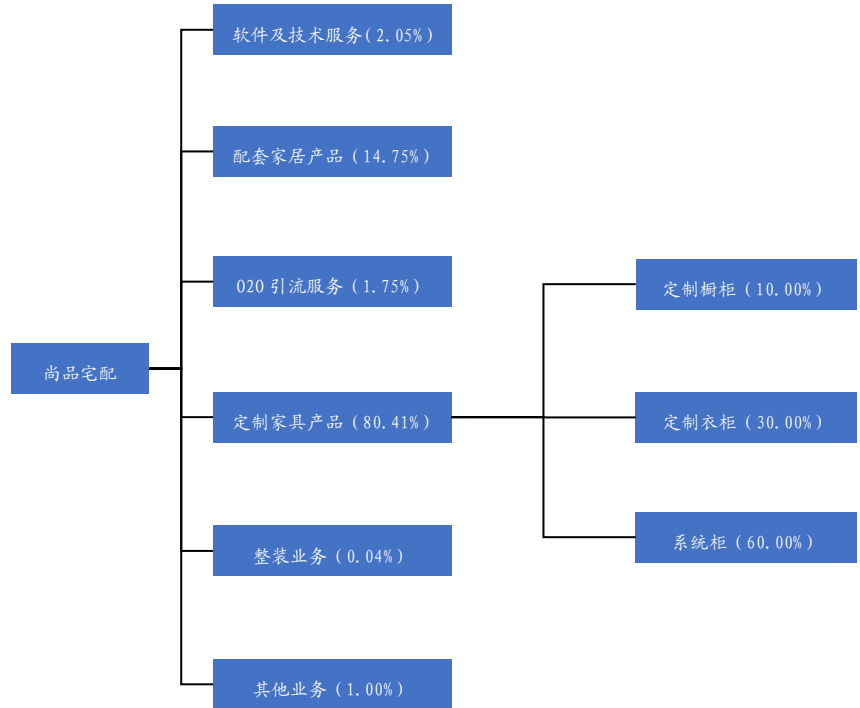 软件及技术服务(2.05%)
配套家居产品（14.75%）
O2O 引流服务（1.75%）
定制橱柜（10.00%）
尚品宅配
定制家具产品（80.41%）
定制衣柜（30.00%）
系统柜（60.00%）
整装业务（0.04%）
其他业务（1.00%）